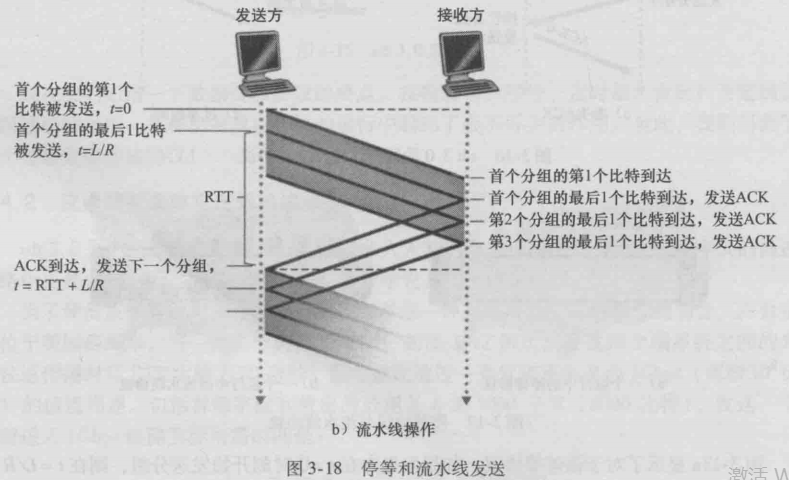 发送方
接收方
首个分组的第1个
比特被发送，t=0
首个分组的最后1比特
被发送，t=L/R
RTT
ACK到达，发送下一个分组，
t = RTT + L/R
首个分组的第1个比特到达
首个分组的最后1个比特到达，发送ACK
第2个分组的最后1个比特到达，发送ACK
第3个分组的最后1个比特到达，发送ACK
b）流水线操作
图 3-18 停等和流水线发送
激活 W